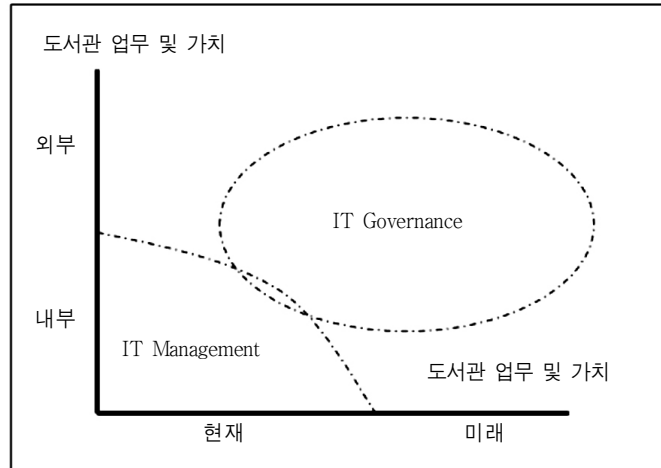 도서관 업무 및 가치
외부
IT Governance
내부
IT Management
도서관 업무 및 가치
현재
미래